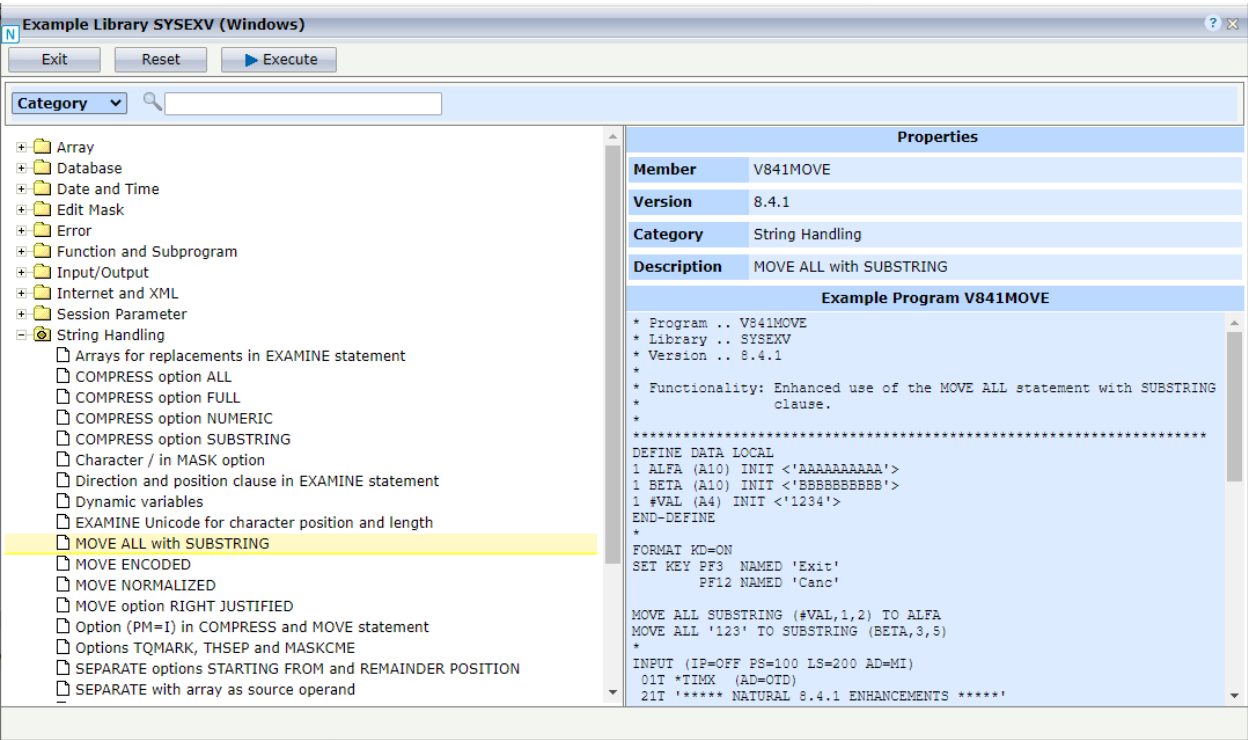 Example Library SYSEXV (Windows)
N
Exit Reset Execute
Category
Array
Database
Date and Time
Edit Mask
Error
Function and Subprogram
Input/Output
Internet and XML
Session Parameter
String Handling
Arrays for replacements in EXAMINE statement
COMPRESS option ALL
COMPRESS option FULL
COMPRESS option NUMERIC
COMPRESS option SUBSTRING
Character / in MASK option
Direction and position clause in EXAMINE statement
Dynamic variables
EXAMINE Unicode for character position and length
MOVE ALL with SUBSTRING
MOVE ENCODED
MOVE NORMALIZED
MOVE option RIGHT JUSTIFIED
Option (PM=I) in COMPRESS and MOVE statement
Options TQMARK, THSEP and MASKCME
SEPARATE options STARTING FROM and REMAINDER POSITION
SEPARATE with array as source operand
Properties
Member V841MOVE
Version 8.4.1
Category String Handling
Description MOVE ALL with SUBSTRING
Example Program V841MOVE
* Program .. V841MOVE
* Library .. SYSEXV
* Version .. 8.4.1
*
* Functionality: Enhanced use of the MOVE ALL statement with SUBSTRING
* clause.
*
*********************************************************************
DEFINE DATA LOCAL
1 ALFA (A10) INIT <'AAAAAAAAAA'>
1 BETA (A10) INIT <'BBBBBBBBBB'>
1 #VAL (A4) INIT <'1234'>
END-DEFINE
*
FORMAT KD=ON
SET KEY PF3 NAMED 'Exit'
PF12 NAMED 'Canc'
MOVE ALL SUBSTRING (#VAL,1,2) TO ALFA
MOVE ALL '123' TO SUBSTRING (BETA,3,5)
*
INPUT (IP=OFF PS=100 LS=200 AD=MI)
01T *TIMX (AD=OTD)
21T '***** NATURAL 8.4.1 ENHANCEMENTS *****'